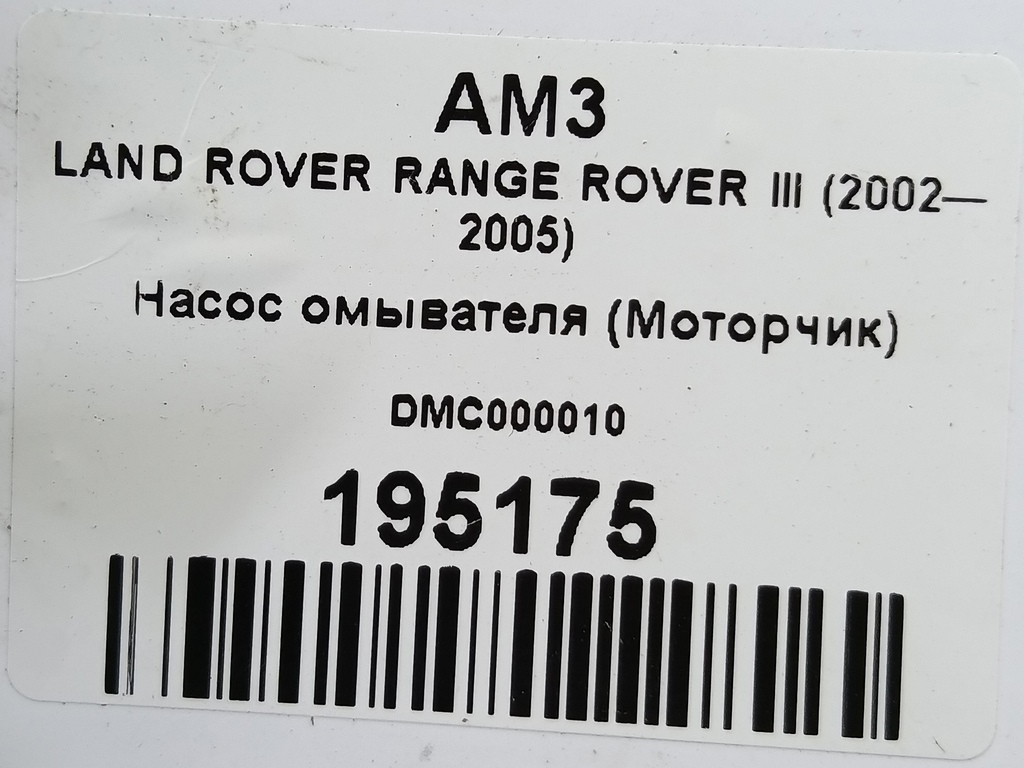 АМЗ
LAND ROVER RANGE ROVER III (2002—
2005)
Насос омывателя (Моторчик)
DMC000010
195175